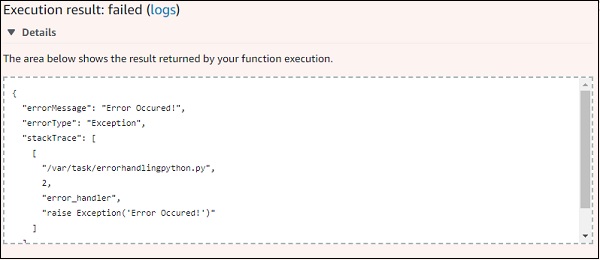 Execution result: failed (logs)
▼ Details
The area below shows the result returned by your function execution.
{
  "errorMessage": "Error Occured!",
  "errorType": "Exception",
  "stackTrace": [
    [
      "/var/task/errorhandlingpython.py",
      2,
      "error_handler",
      "raise Exception('Error Occured!')"
    ]
  ]